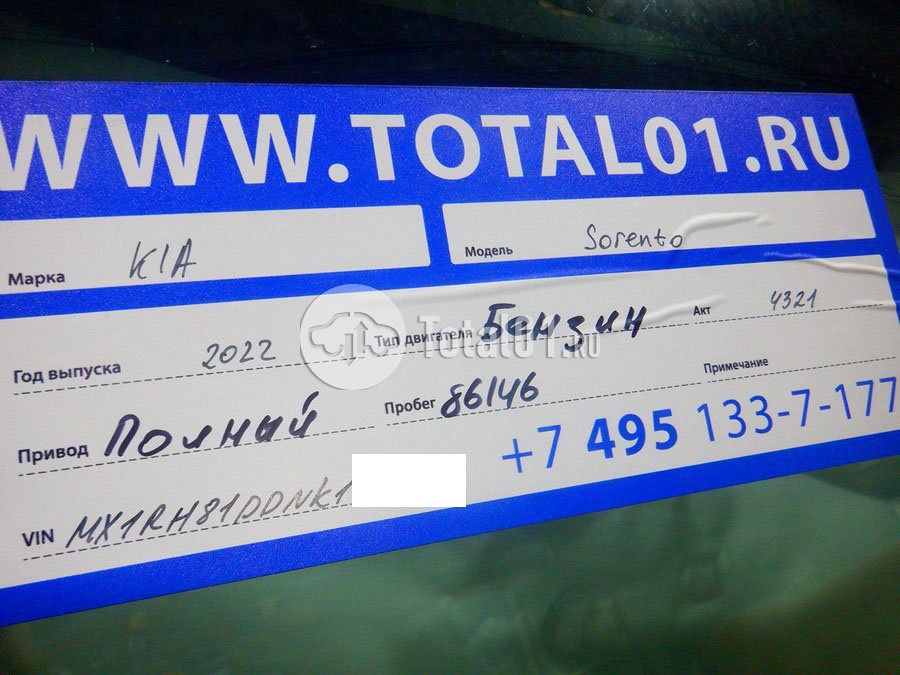 WWW.TOTAL01.RU
Марка KIA Модель Sorento
Год выпуска 2022 Тип двигателя Бензин Акт 4321
Total01.RU
Привод Полный Пробег 86146 Примечание
+7 495 133-7-177
VIN MX1RH81DDNK1